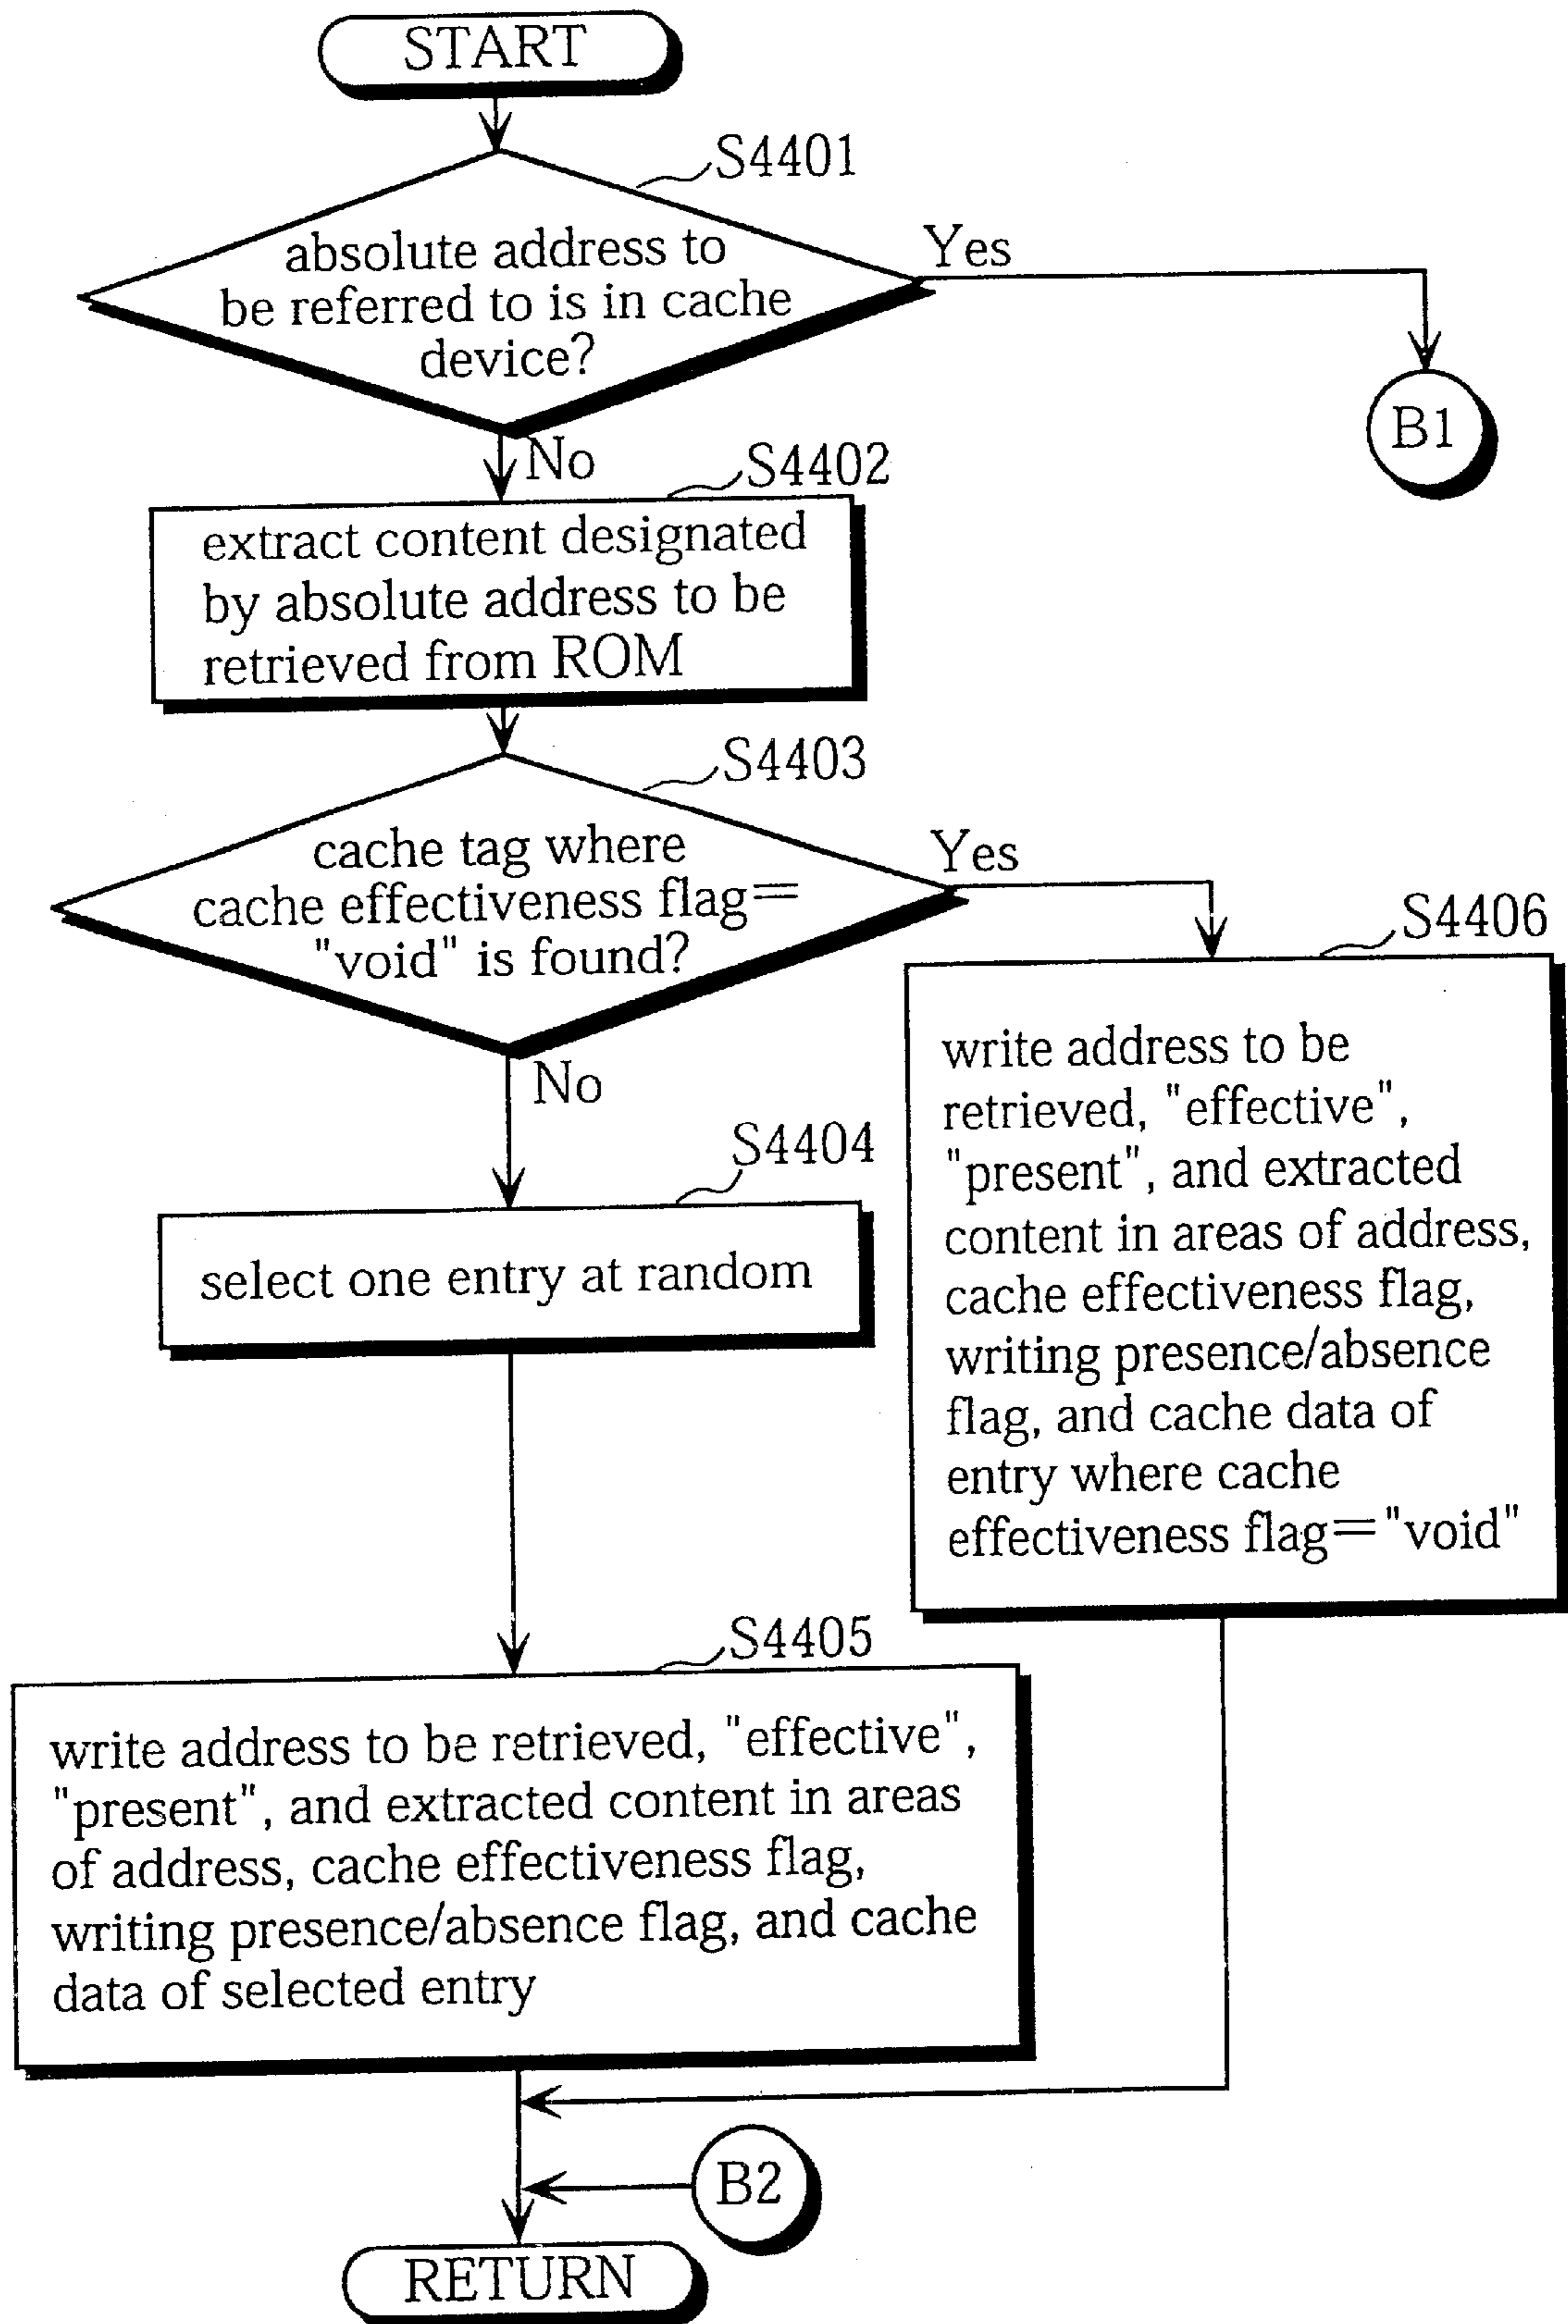 START
S4401
absolute address to
be referred to is in cache
device?
Yes
B1
No
S4402
extract content designated
by absolute address to be
retrieved from ROM
S4403
cache tag where
cache effectiveness flag=
"void" is found?
Yes
No
S4406
write address to be
retrieved, "effective",
"present", and extracted
content in areas of address,
cache effectiveness flag,
writing presence/absence
flag, and cache data of
entry where cache
effectiveness flag="void"
S4404
select one entry at random
S4405
write address to be retrieved, "effective",
"present", and extracted content in areas
of address, cache effectiveness flag,
writing presence/absence flag, and cache
data of selected entry
B2
RETURN